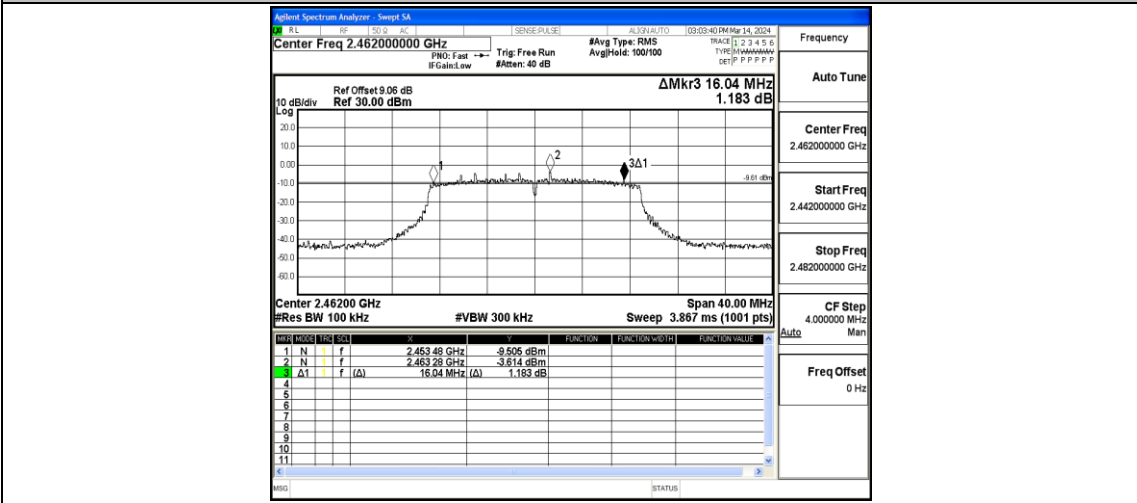 Agilent Spectrum Analyzer - Swept SA
RL RF 50 Ω AC SENSE:PULSE ALIGN AUTO 03:03:40 PM Mar 14, 2024
Center Freq 2.462000000 GHz
PNO: Fast
IFGain:Low
Trig: Free Run
#Atten: 40 dB
#Avg Type: RMS
Avg|Hold: 100/100
TRACE 1 2 3 4 5 6
TYPE M
DET P P P P P P
ΔMkr3 16.04 MHz
1.183 dB
Ref Offset 9.06 dB
10 dB/div Ref 30.00 dBm
Log
20.0
10.0
0.00
-10.0
-20.0
-30.0
-40.0
-50.0
-60.0
1
2
3Δ1
-9.61 dBm
Center 2.46200 GHz Span 40.00 MHz
#Res BW 100 kHz #VBW 300 kHz Sweep 3.867 ms (1001 pts)
MKR MODE TRC SCL X Y FUNCTION FUNCTION WIDTH FUNCTION VALUE
1 N 1 f 2.453 48 GHz -9.505 dBm
2 N 1 f 2.463 28 GHz -3.614 dBm
3 Δ1 1 f (Δ) 16.04 MHz (Δ) 1.183 dB
4
5
6
7
8
9
10
11
MSG STATUS
Frequency
Auto Tune
Center Freq
2.462000000 GHz
Start Freq
2.442000000 GHz
Stop Freq
2.482000000 GHz
CF Step
4.000000 MHz
Auto Man
Freq Offset
0 Hz